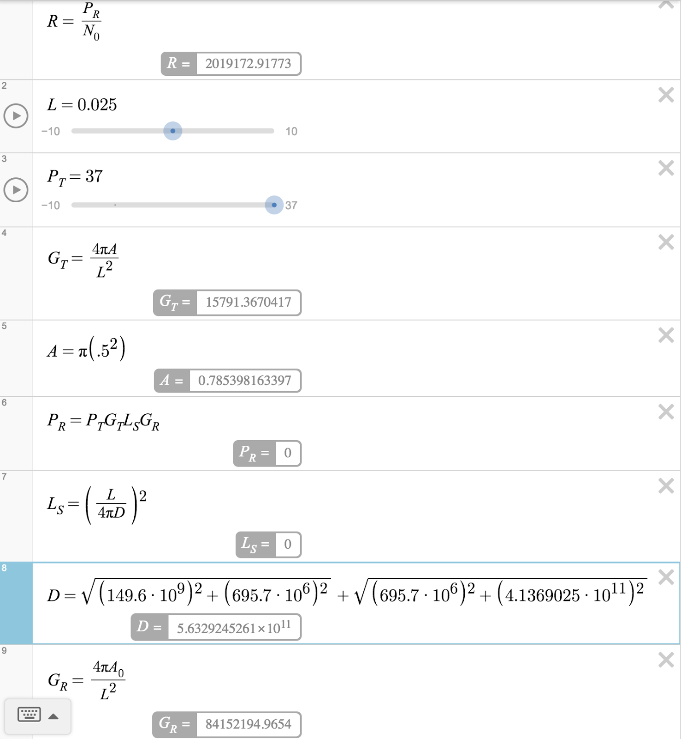 R = P_R / N_0
R = 2019172.91773
2
L = 0.025
-10 10
3
P_T = 37
-10 37
4
G_T = 4πA / L^2
G_T = 15791.3670417
5
A = π(.5^2)
A = 0.785398163397
6
P_R = P_T G_T L_S G_R
P_R = 0
7
L_S = (L / 4πD)^2
L_S = 0
8
D = √((149.6 · 10^9)^2 + (695.7 · 10^6)^2) + √((695.7 · 10^6)^2 + (4.1369025 · 10^11)^2)
D = 5.6329245261×10^11
9
G_R = 4πA_0 / L^2
G_R = 84152194.9654